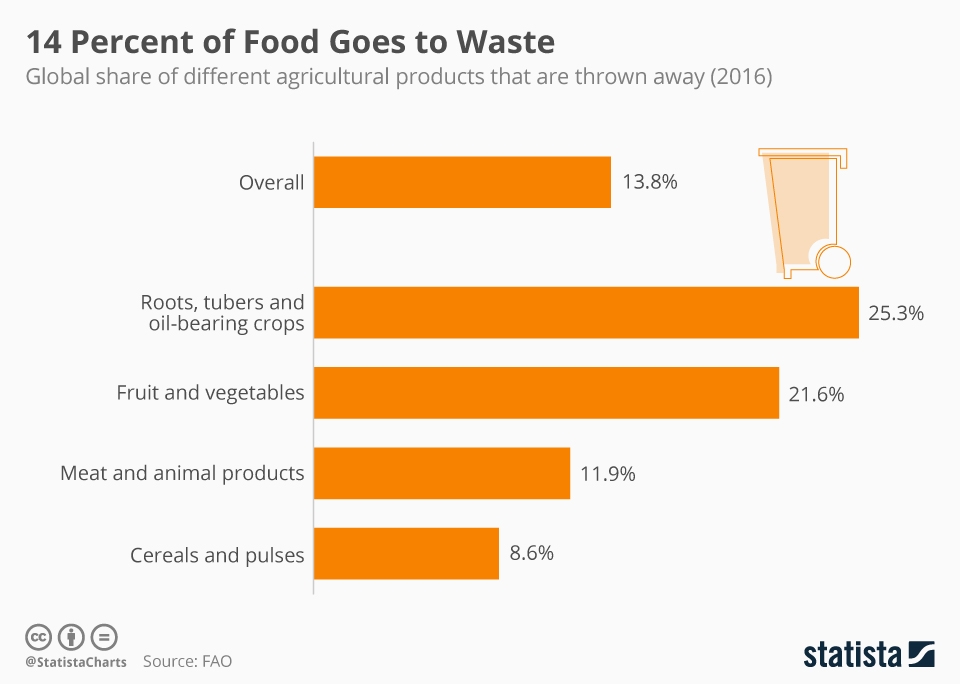 14 Percent of Food Goes to Waste
Global share of different agricultural products that are thrown away (2016)
Overall
13.8%
Roots, tubers and
oil-bearing crops
25.3%
Fruit and vegetables
21.6%
Meat and animal products
11.9%
Cereals and pulses
8.6%
cc
@StatistaCharts Source: FAO
statista